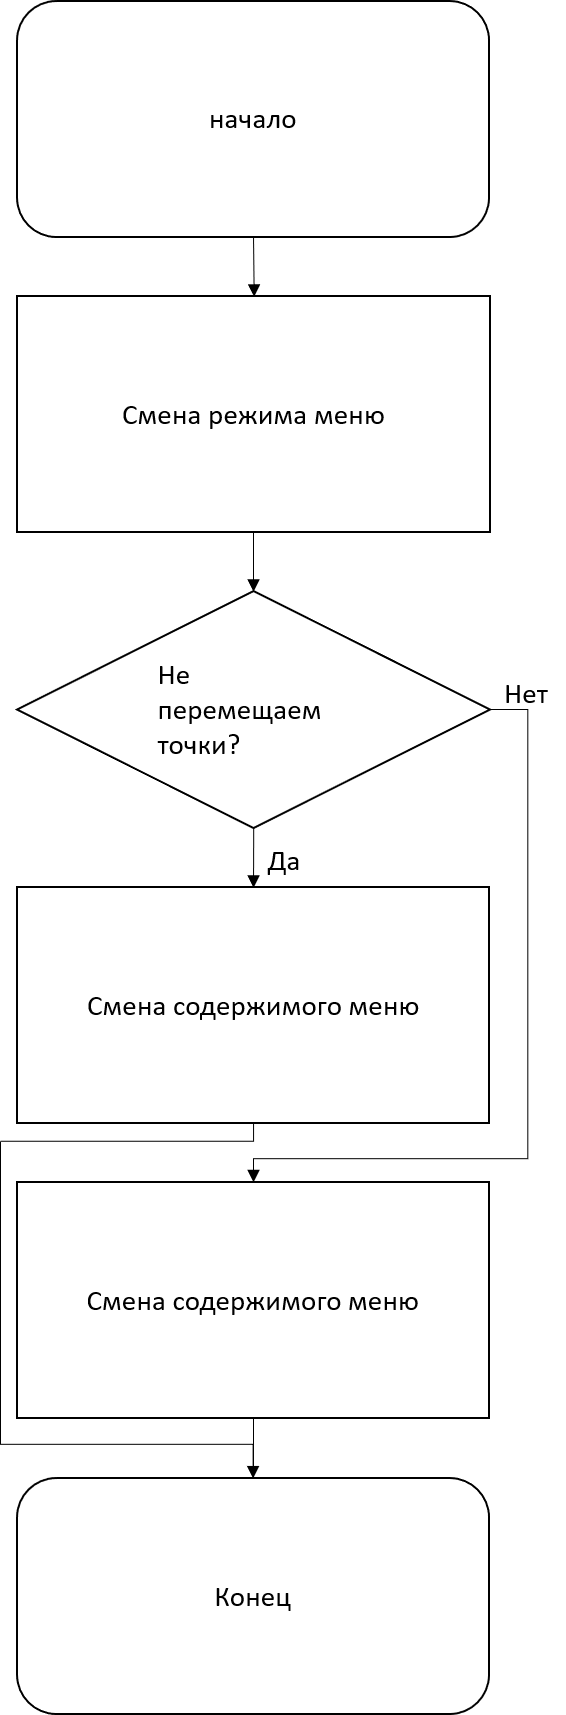 начало
Смена режима меню
Не
перемещаем
точки?
Нет
Да
Смена содержимого меню
Смена содержимого меню
Конец